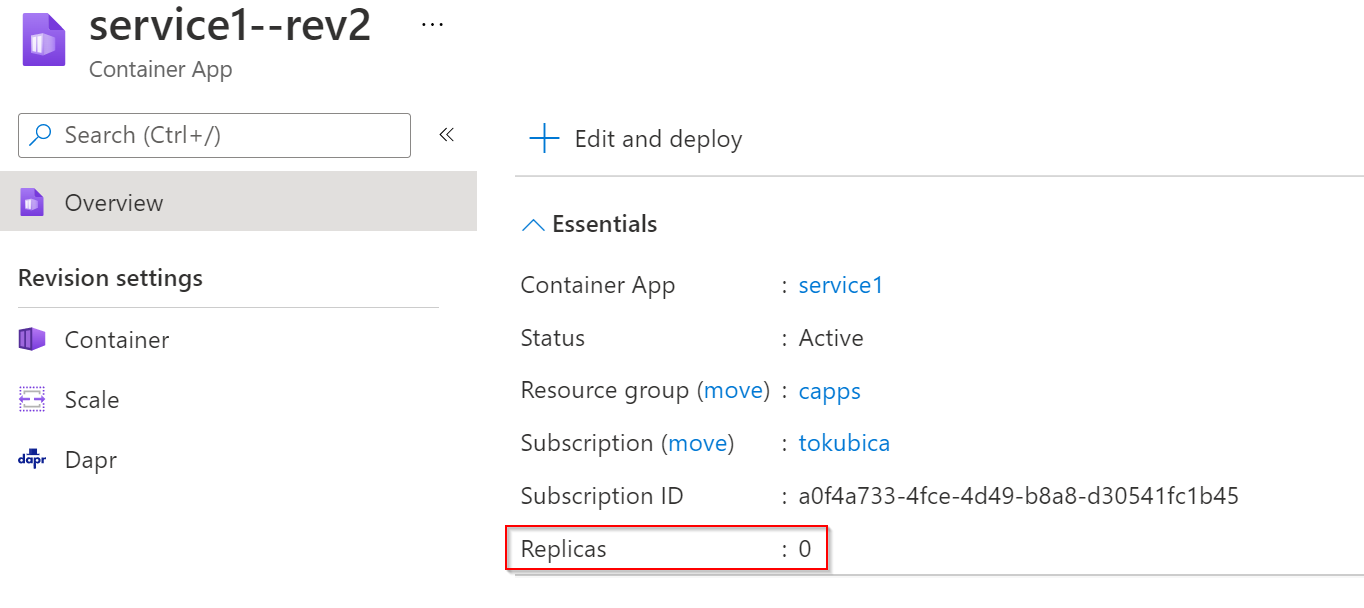 service1--rev2 ...
Container App
Search (Ctrl+/)
«
Edit and deploy
Overview
Essentials
Revision settings
Container App : service1
Container
Status : Active
Scale
Resource group (move) : capps
Subscription (move) : tokubica
dapr Dapr
Subscription ID : a0f4a733-4fce-4d49-b8a8-d30541fc1b45
Replicas : 0